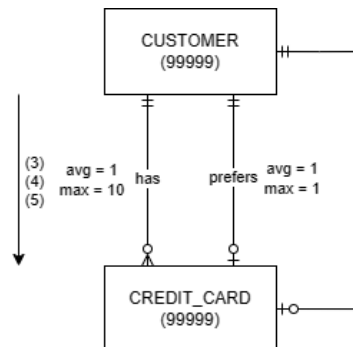 CUSTOMER
(99999)
(3)
(4)
(5)
avg = 1
max = 10
has
prefers
avg = 1
max = 1
CREDIT_CARD
(99999)